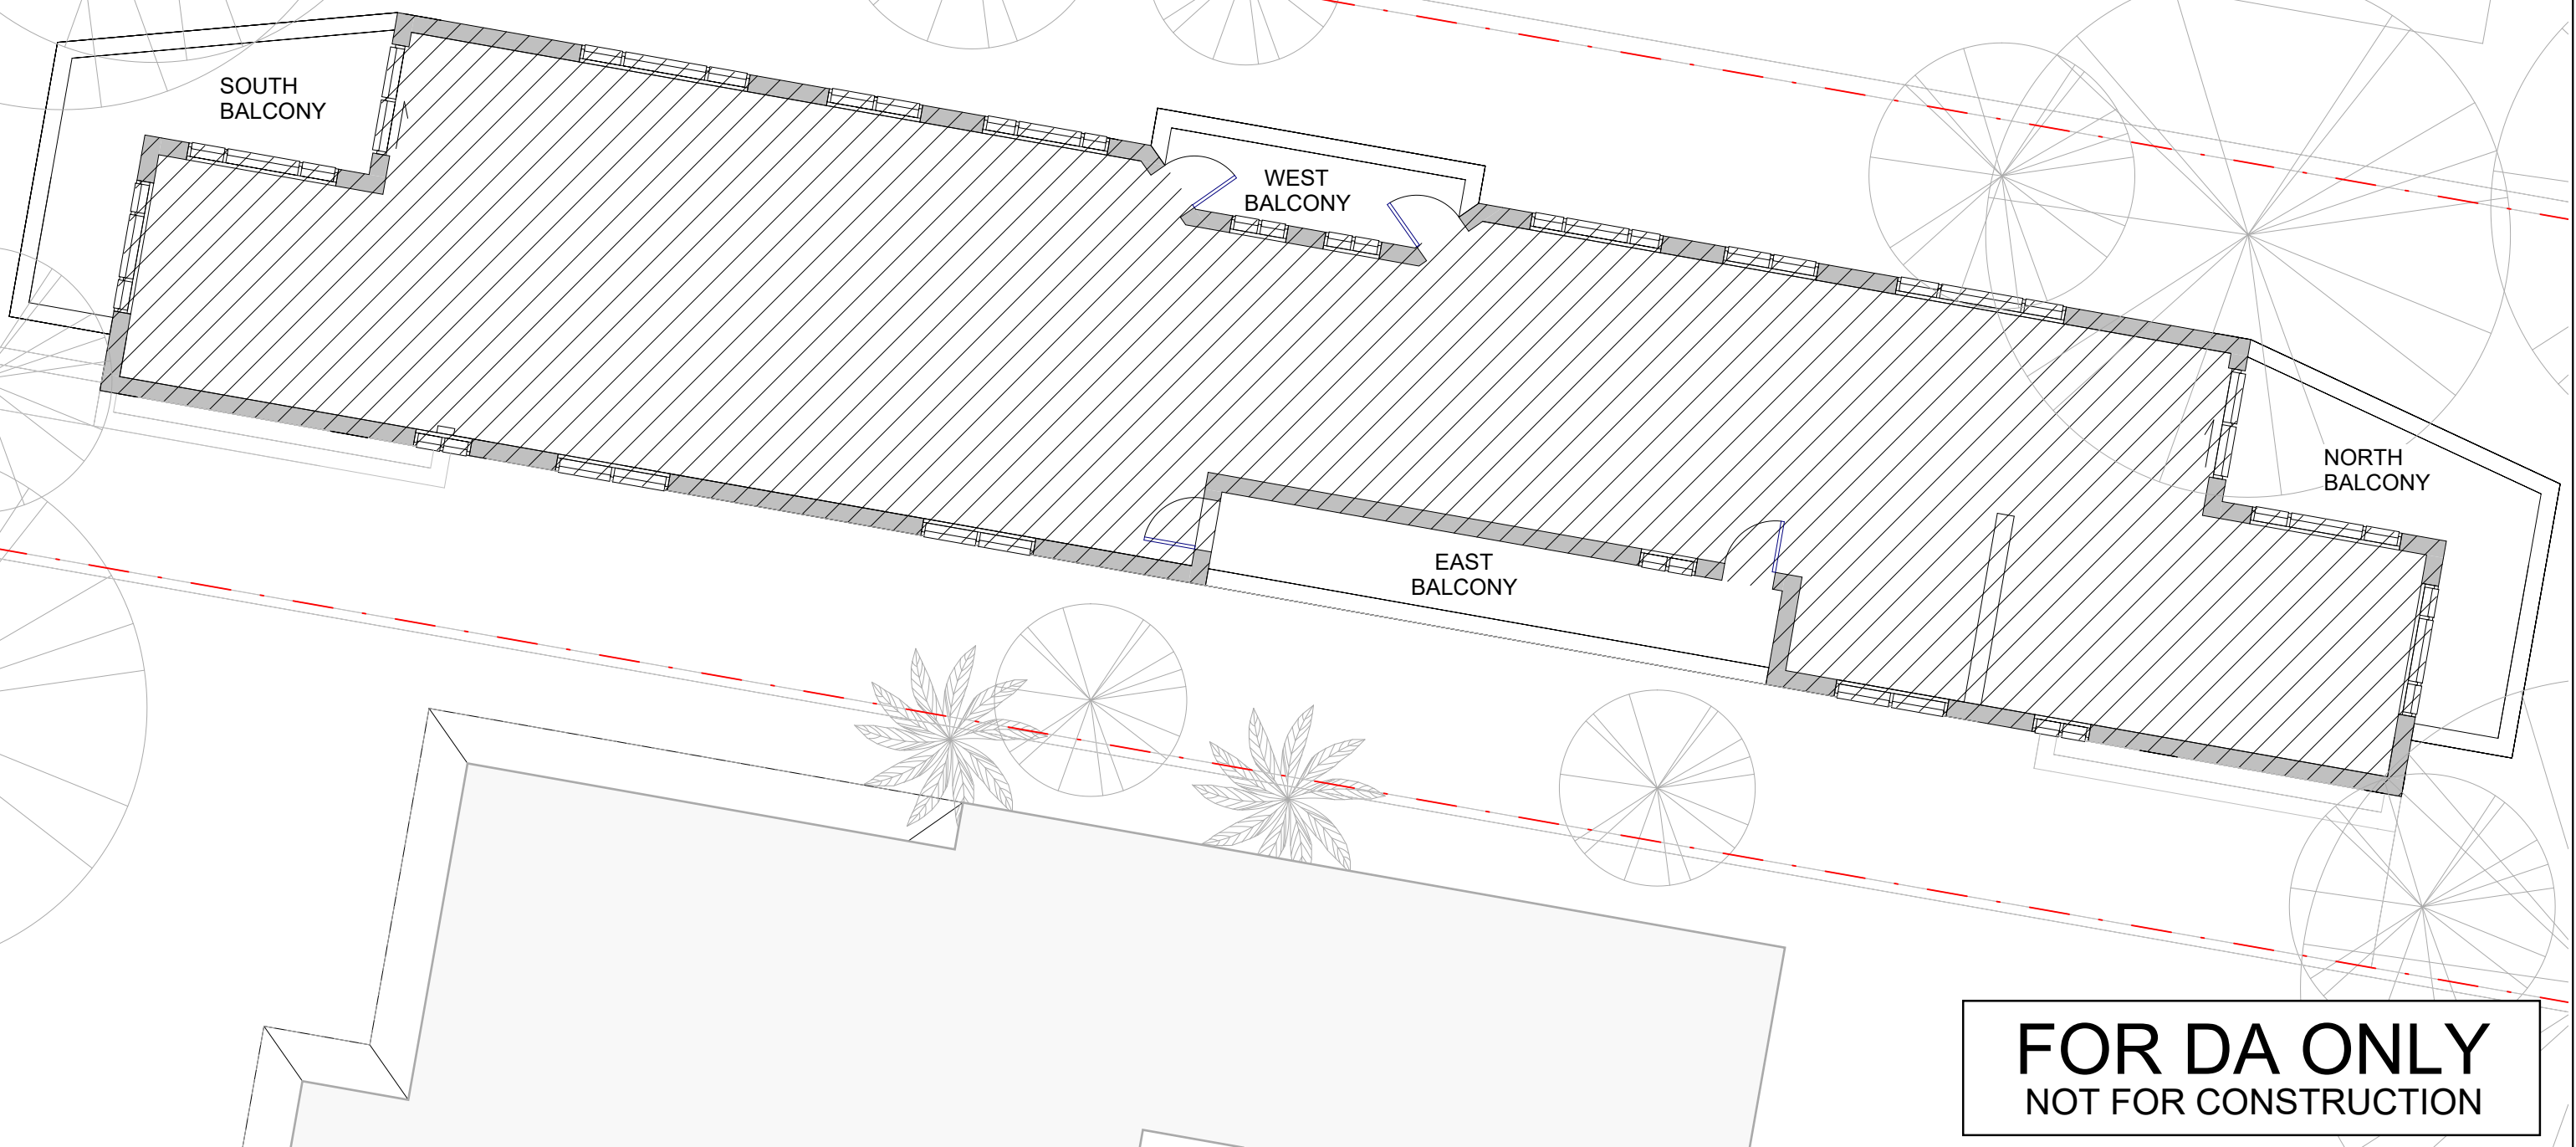 SOUTH
BALCONY
WEST
BALCONY
NORTH
BALCONY
EAST
BALCONY
FOR DA ONLY
NOT FOR CONSTRUCTION